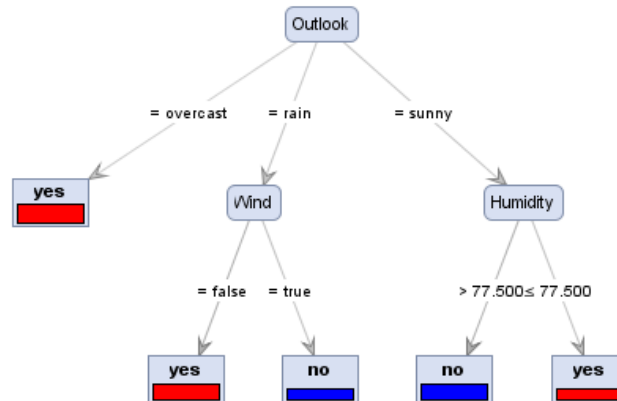 Outlook
= overcast
= rain
= sunny
yes
Wind
Humidity
= false
= true
> 77.500
≤ 77.500
yes
no
no
yes